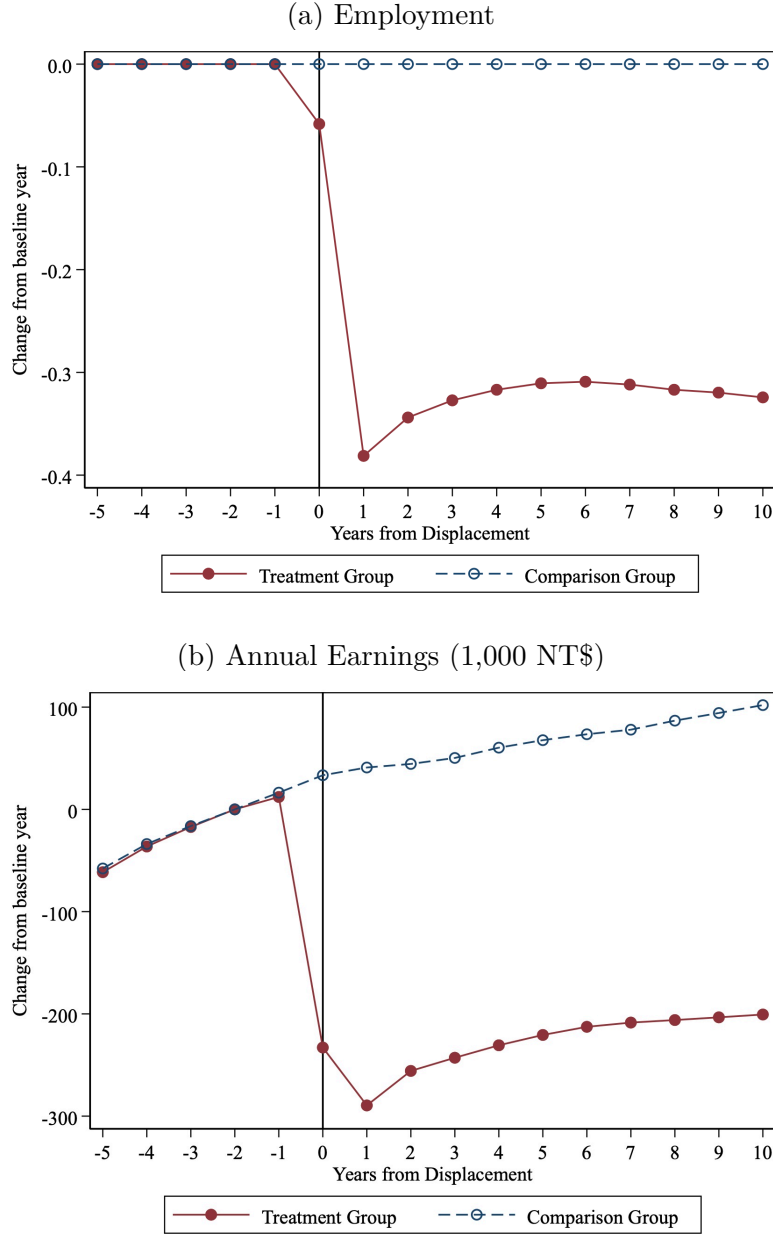 (a) Employment
0.0
-0.1
-0.2
-0.3
-0.4
Change from baseline year
-5 -4 -3 -2 -1 0 1 2 3 4 5 6 7 8 9 10
Years from Displacement
Treatment Group Comparison Group
(b) Annual Earnings (1,000 NT$)
100
0
-100
-200
-300
Change from baseline year
-5 -4 -3 -2 -1 0 1 2 3 4 5 6 7 8 9 10
Years from Displacement
Treatment Group Comparison Group